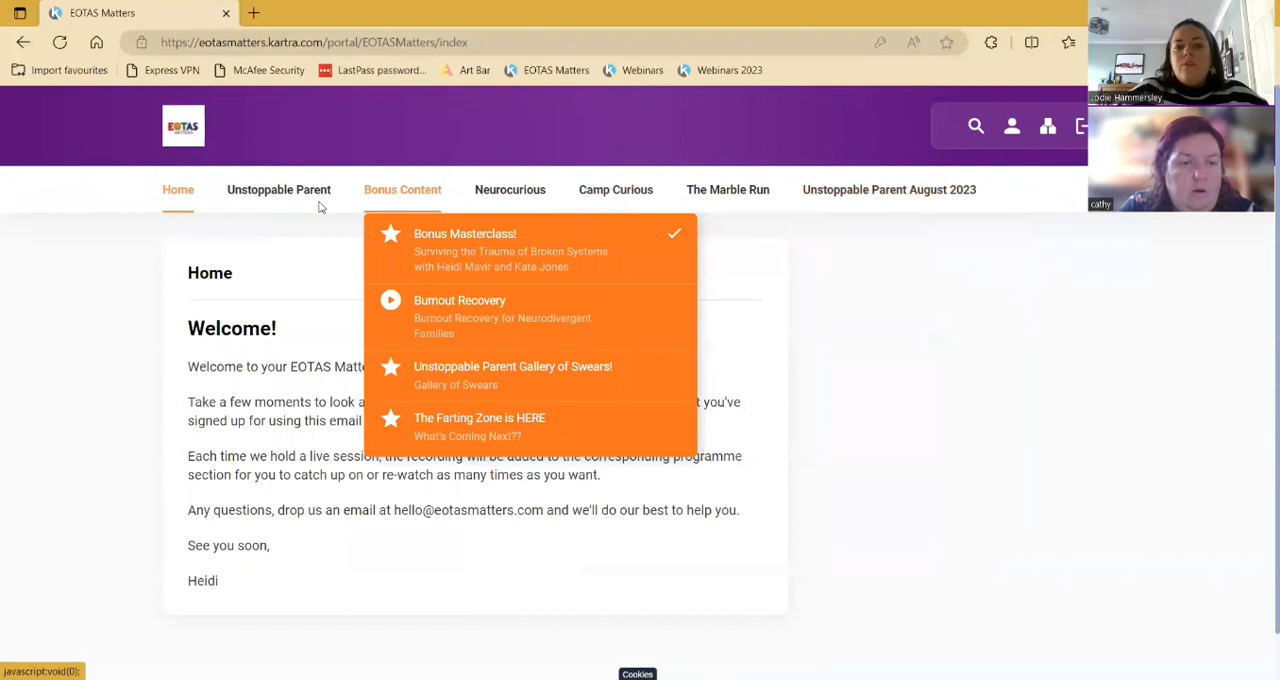 EOTAS Matters
https://eotasmatters.kartra.com/portal/EOTASMatters/index
Import favourites
Express VPN
McAfee Security
LastPass password...
Art Bar
EOTAS Matters
Webinars
Webinars 2023
Jodie Hammersley
cathy
EOTAS
MATTERS
Home
Unstoppable Parent
Bonus Content
Neurocurious
Camp Curious
The Marble Run
Unstoppable Parent August 2023
Bonus Masterclass!
Surviving the Trauma of Broken Systems
with Heidi Mavir and Kate Jones
Burnout Recovery
Burnout Recovery for Neurodivergent
Families
Unstoppable Parent Gallery of Swears!
Gallery of Swears
The Farting Zone is HERE
What's Coming Next??
Home
Welcome!
Welcome to your EOTAS Matte
Take a few moments to look a t you've
signed up for using this email
Each time we hold a live session, the recording will be added to the corresponding programme
section for you to catch up on or re-watch as many times as you want.
Any questions, drop us an email at hello@eotasmatters.com and we'll do our best to help you.
See you soon,
Heidi
javascript:void(0);
Cookies